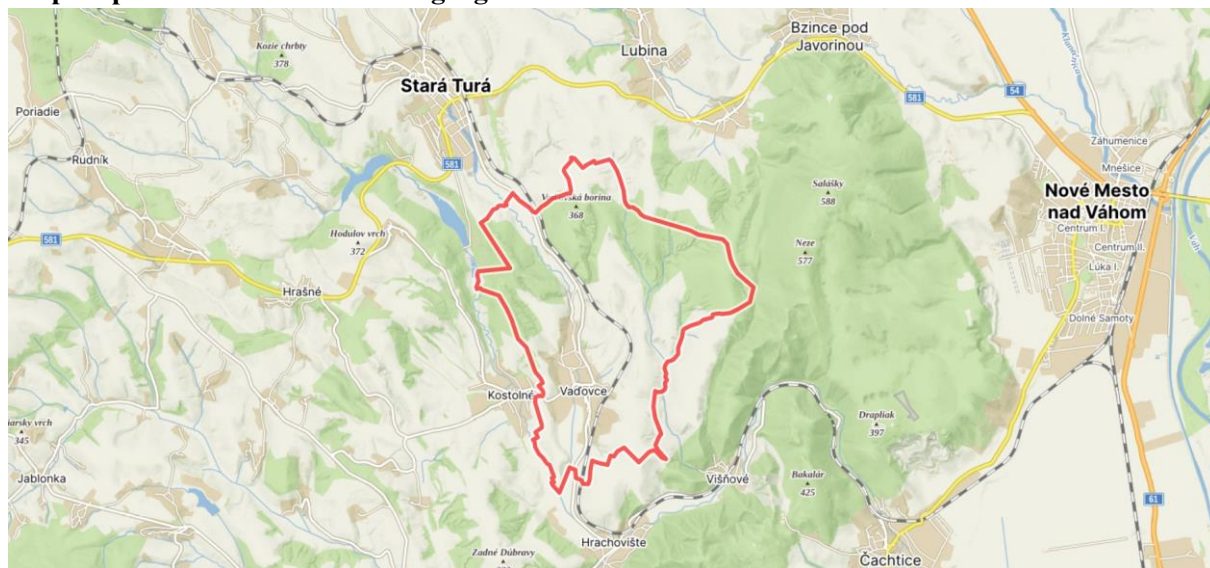 Kozie chrbty
378
Poriadie
Rudník
Stará Turá
581
Lubina
Bzince pod
Javorinou
581
54
Záhumenice
Mnešice
Nové Mesto
nad Váhom
Centrum I.
Centrum II.
Luka I.
Dolné Samoty
Váh
Salášky
588
Neze
577
368
Hodulov vrch
372
581
Hrašné
Kostolné
Vaďovce
345
Jablonka
Drapliak
397
Višňové
Bakalár
425
61
Hrachovište
Zadné Dúbravy
Čachtice